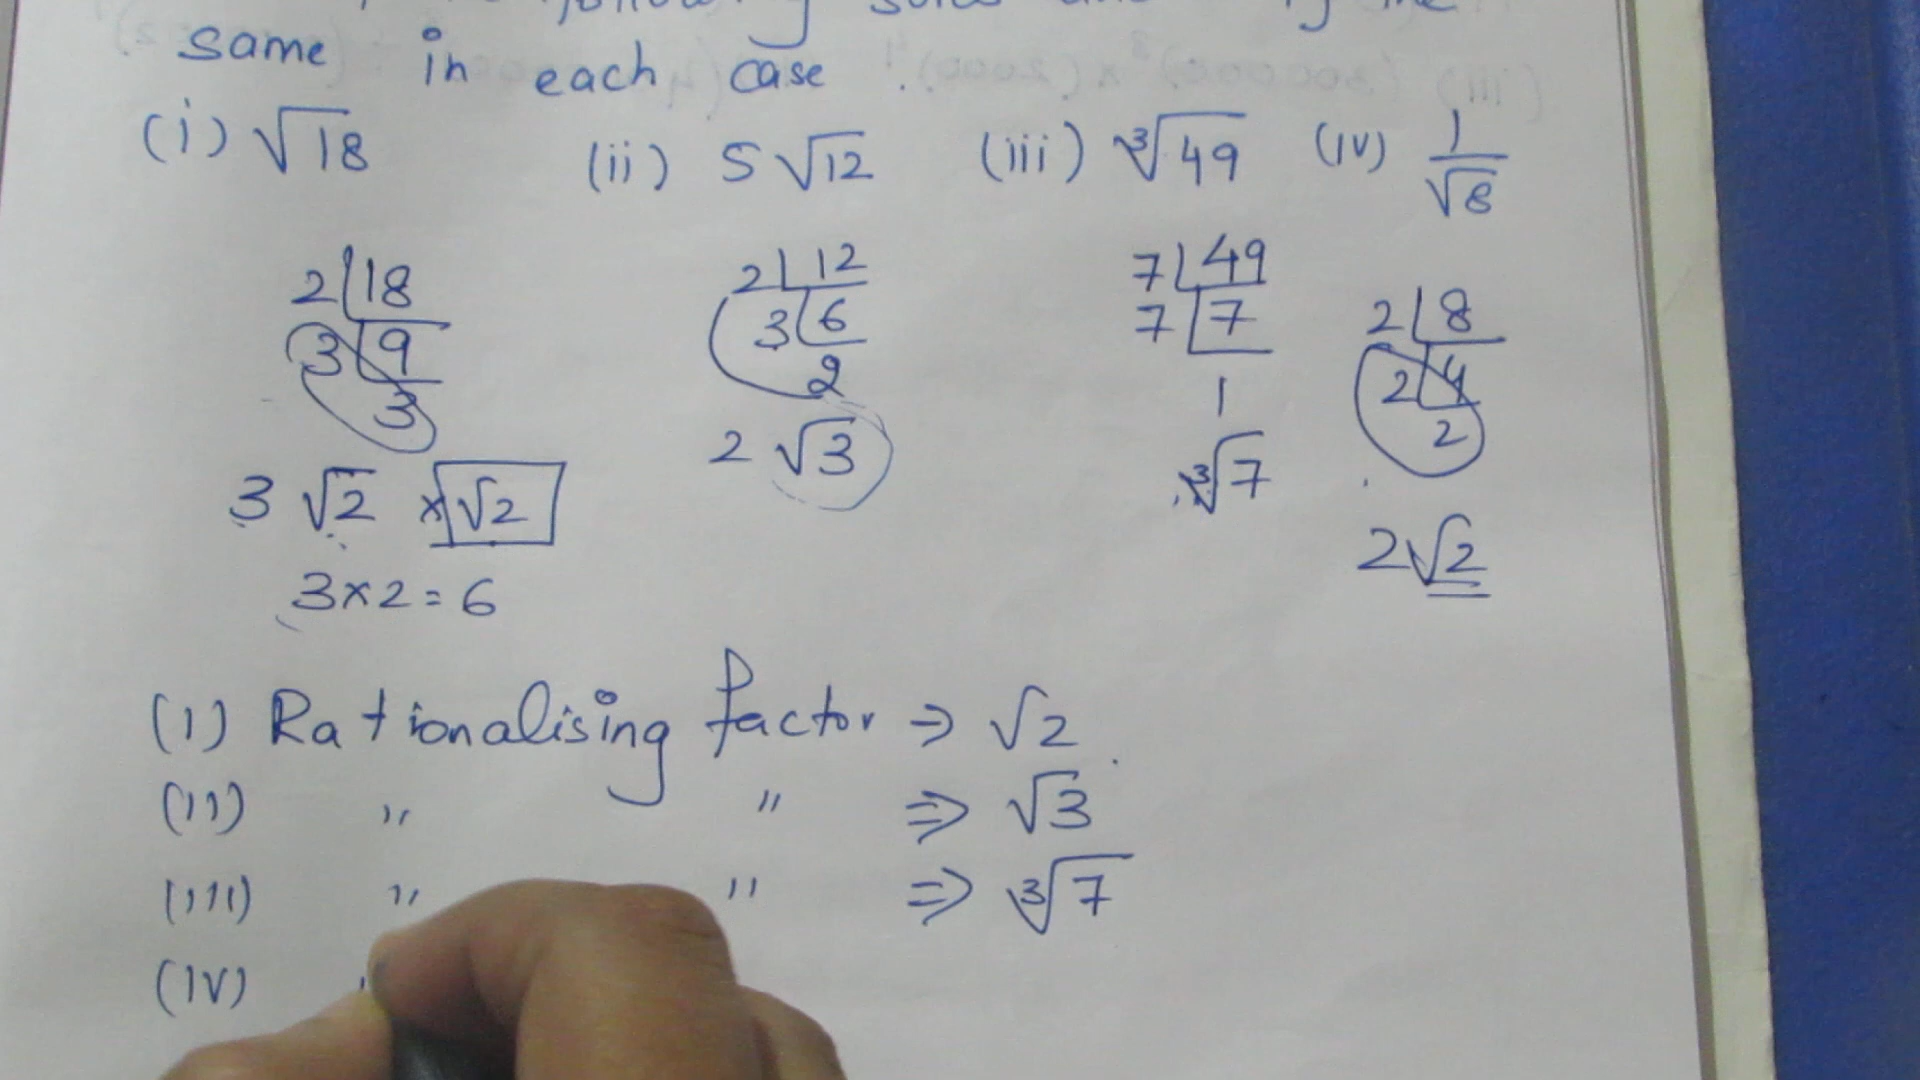 same in each case.
(i) √18 (ii) 5√12 (iii) ∛49 (iv) 1/√8
2 18 2 12 7 49 2 8
3 9 3 6 7 7 2 4
3 2 1 2
3 √2 × √2 2 √3 ∛7 2√2
3×2=6
(i) Rationalising factor ⇒ √2
(ii) " " ⇒ √3
(iii) " " ⇒ ∛7
(iv)